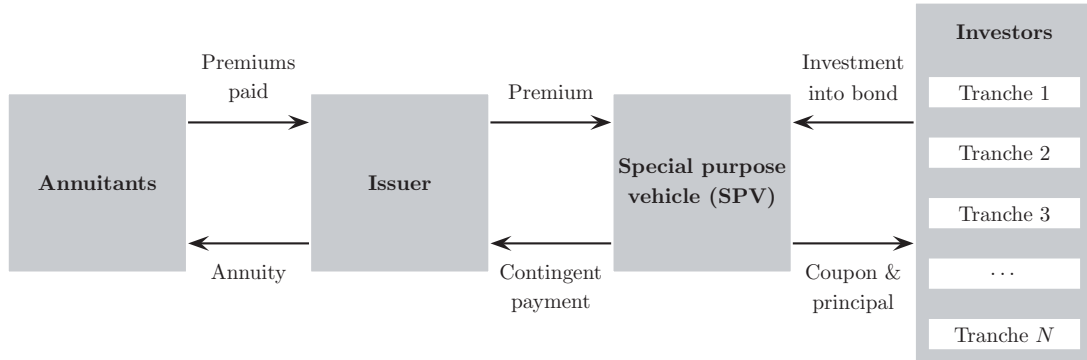 Annuitants
Premiums
paid
Annuity
Issuer
Premium
Contingent
payment
Special purpose
vehicle (SPV)
Investment
into bond
Coupon &
principal
Investors
Tranche 1
Tranche 2
Tranche 3
...
Tranche N